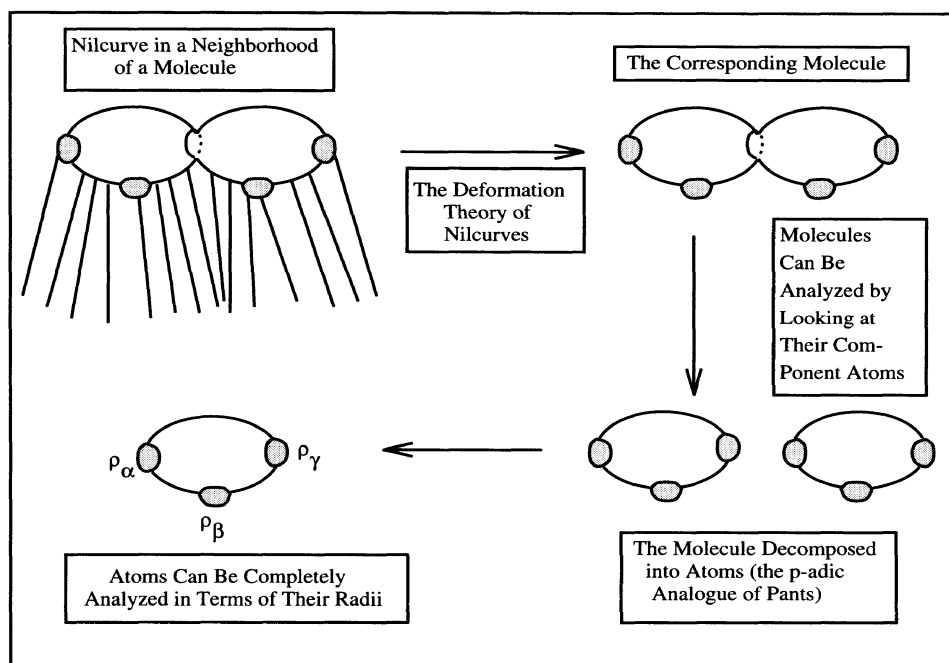 Nilcurve in a Neighborhood
of a Molecule
The Corresponding Molecule
The Deformation
Theory of
Nilcurves
Molecules
Can Be
Analyzed by
Looking at
Their Com-
Ponent Atoms
ρα
ργ
ρβ
Atoms Can Be Completely
Analyzed in Terms of Their Radii
The Molecule Decomposed
into Atoms (the p-adic
Analogue of Pants)